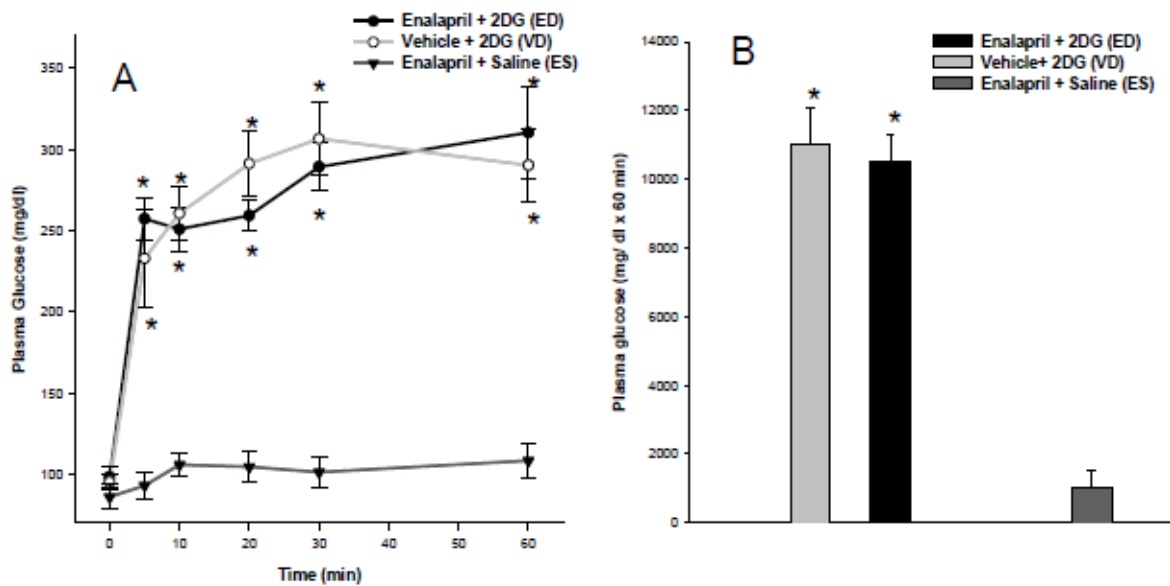 Enalapril + 2DG (ED)
Vehicle + 2DG (VD)
Enalapril + Saline (ES)
A
350
300
250
200
150
100
Plasma Glucose (mg/dl)
* * * * * * * * * *
0 10 20 30 40 50 60
Time (min)
B
Enalapril + 2DG (ED)
Vehicle+ 2DG (VD)
Enalapril + Saline (ES)
14000
12000
10000
8000
6000
4000
2000
0
Plasma glucose (mg/ dl x 60 min)
* *